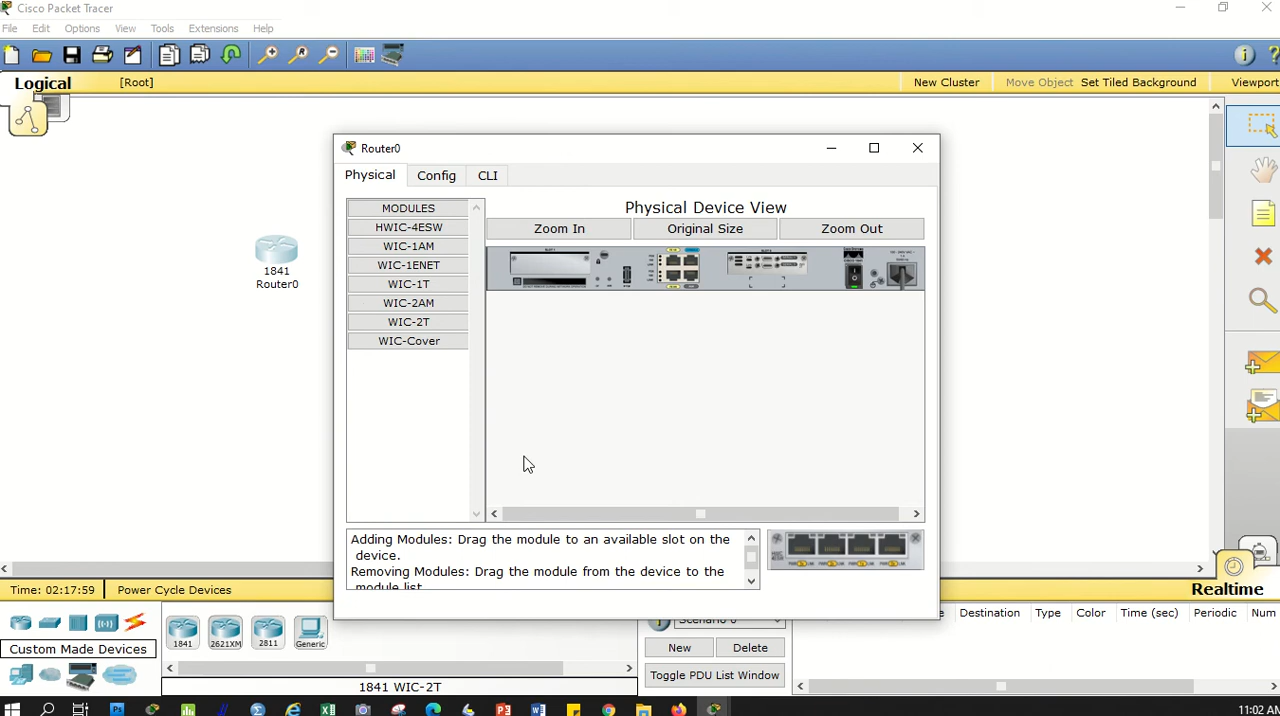 Cisco Packet Tracer
File Edit Options View Tools Extensions Help
Logical [Root] New Cluster Move Object Set Tiled Background Viewport
Router0
Physical Config CLI
MODULES
HWIC-4ESW
WIC-1AM
WIC-1ENET
WIC-1T
WIC-2AM
WIC-2T
WIC-Cover
Physical Device View
Zoom In Original Size Zoom Out
1841
Router0
Adding Modules: Drag the module to an available slot on the
device.
Removing Modules: Drag the module from the device to the
module list.
Time: 02:17:59 Power Cycle Devices Realtime
Custom Made Devices
1841 2621XM 2811 Generic
1841 WIC-2T
Scenario 0
New Delete
Toggle PDU List Window
Destination Type Color Time (sec) Periodic Num
11:02 AM